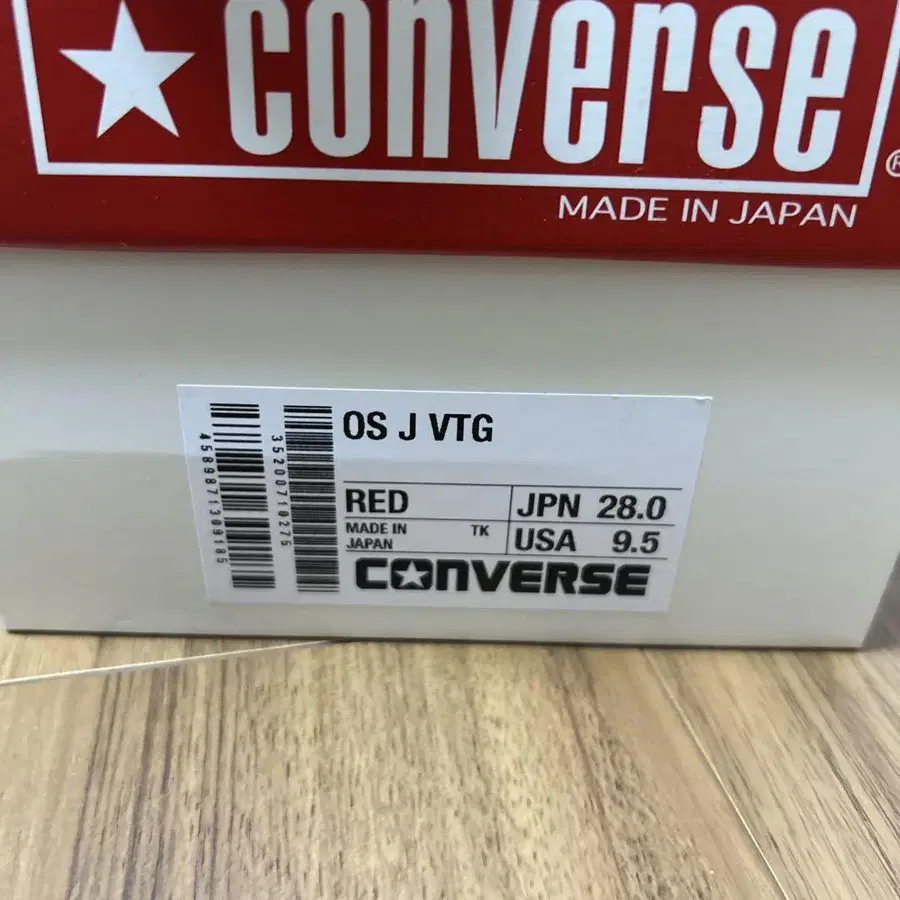 CONVERSE
®
MADE IN JAPAN
OS J VTG
RED
JPN 28.0
MADE IN JAPAN
TK
USA 9.5
CONVERSE
4589871309185
35200710275